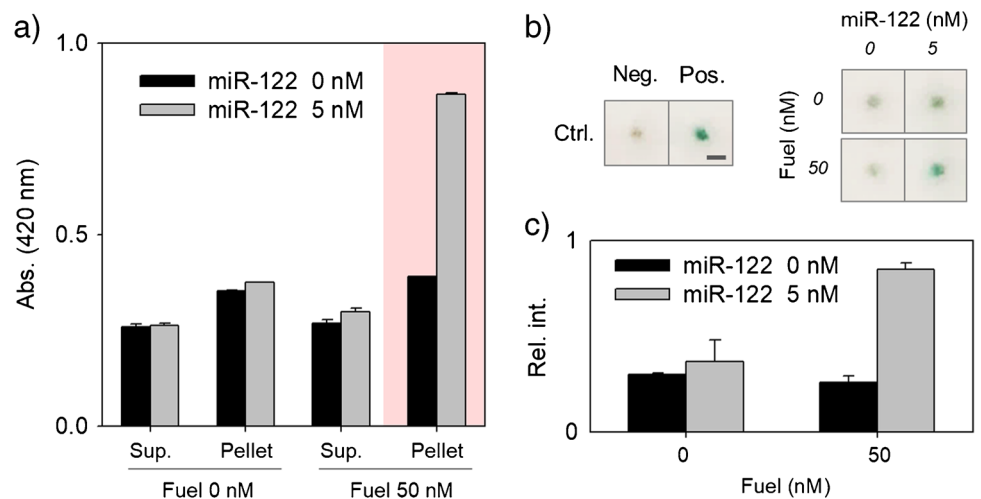 a)
1.0
0.5
0.0
Abs. (420 nm)
miR-122 0 nM
miR-122 5 nM
Sup. Pellet Sup. Pellet
Fuel 0 nM Fuel 50 nM
b)
Neg. Pos.
Ctrl.
miR-122 (nM)
0 5
Fuel (nM)
0
50
c)
1
0
Rel. int.
miR-122 0 nM
miR-122 5 nM
0 50
Fuel (nM)